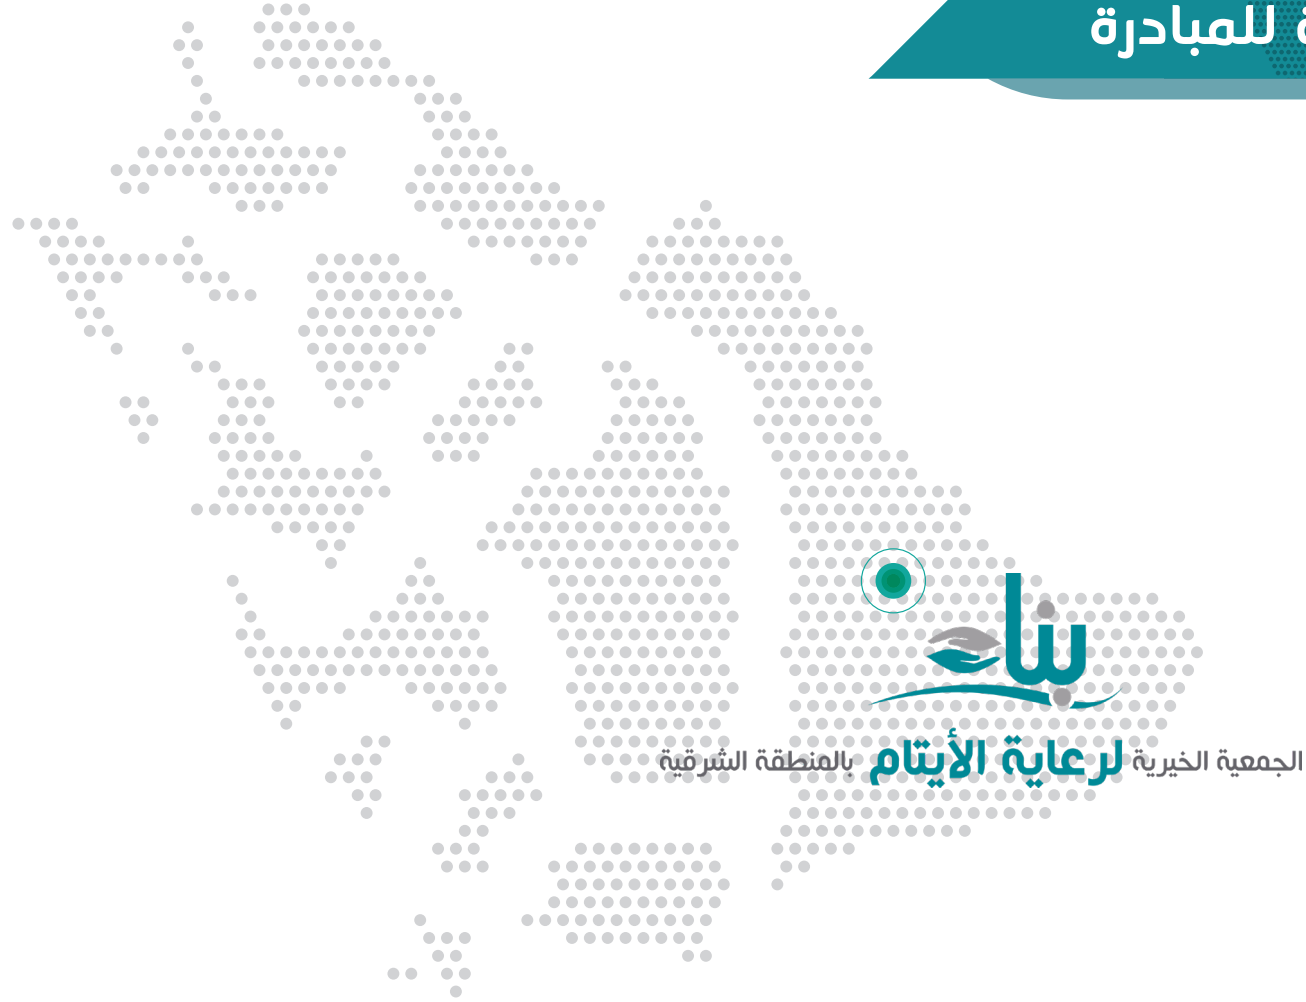 للمبادرة
بناء
الجمعية الخيرية لرعاية الأيتام بالمنطقة الشرقية